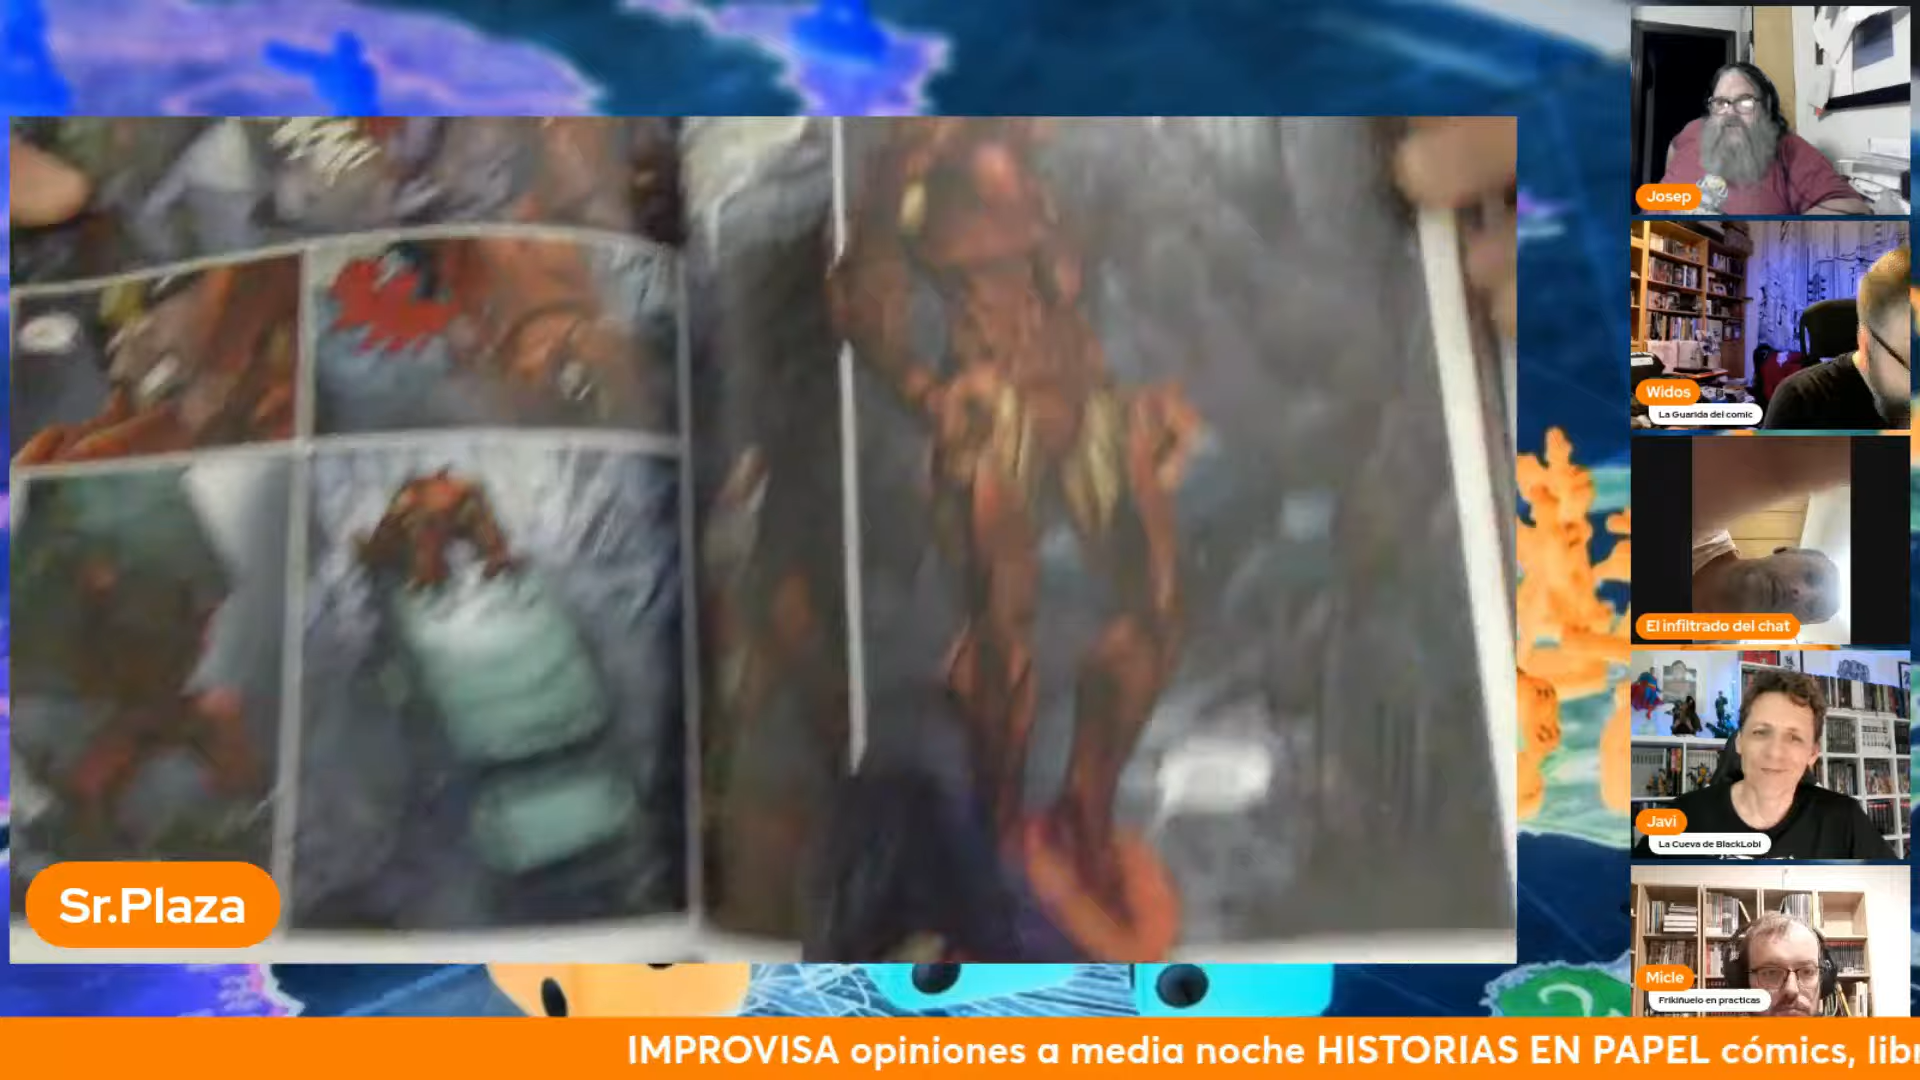 Josep
Widos
La Guarida del comic
El infiltrado del chat
Javi
La Cueva de BlackLobi
Micle
Frikiñuelo en practicas
Sr.Plaza
IMPROVISA opiniones a media noche HISTORIAS EN PAPEL cómics, libr